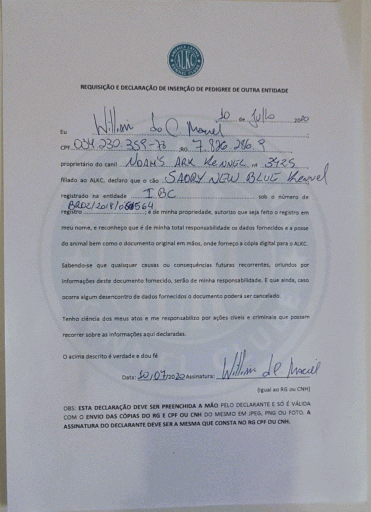 ALKC
REQUISIÇÃO E DECLARAÇÃO DE INSERÇÃO DE PEDIGREE DE OUTRA ENTIDADE
10 de Julho 2020
Eu William do C Maciel
CPF 034.230.359-73 RG 7.826.286.9
proprietário do canil NOAH'S ARK KENNEL nº 3425
filiado ao ALKC, declaro que o cão SAORY NEW BLUE Kennel
registrado na entidade IBC sob o número de
registro BRDZ/2018/ ; é de minha propriedade, autorizo que seja feito o registro em
meu nome, e reconheço que é de minha total responsabilidade os dados fornecidos e a posse
do animal bem como o documento original em mãos, onde forneço a cópia digital para o ALKC.
Sabendo-se que quaisquer causas ou consequências futuras recorrentes, oriundos por
informações deste documento fornecido, serão de minha responsabilidade. E que ainda, caso
ocorra algum desencontro de dados fornecidos o documento poderá ser cancelado.
Tenho ciência dos meus atos e me responsabilizo por ações cíveis e criminais que possam
recorrer sobre as informações aqui declaradas.
O acima descrito é verdade e dou fé
Data: 10/07/2020 Assinatura: William do C Maciel
(Igual ao RG ou CNH)
OBS: ESTA DECLARAÇÃO DEVE SER PREENCHIDA A MÃO PELO DECLARANTE E SÓ É VÁLIDA
COM O ENVIO DAS CÓPIAS DO RG E CPF OU CNH DO MESMO EM JPEG, PNG OU FOTO. A
ASSINATURA DO DECLARANTE DEVE SER A MESMA QUE CONSTA NO RG CPF OU CNH.